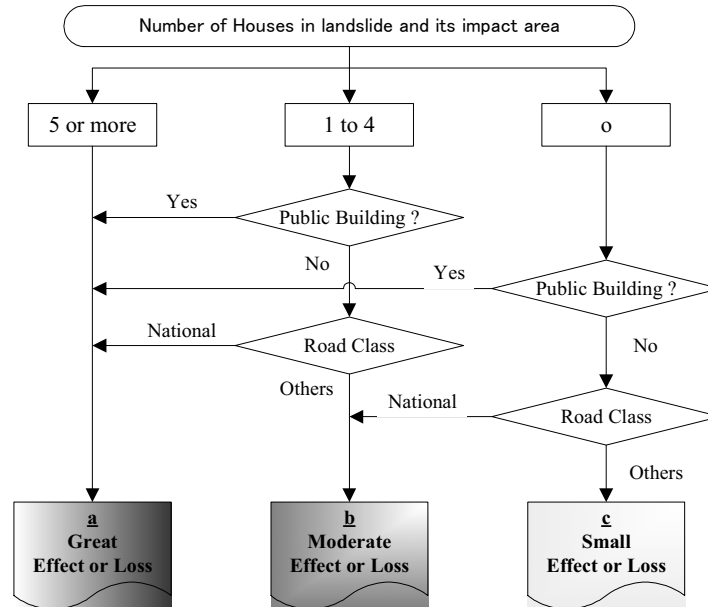 Number of Houses in landslide and its impact area
5 or more
1 to 4
o
Yes
Public Building ?
No
Yes
Public Building ?
National
Road Class
No
Others
National
Road Class
Others
a
Great
Effect or Loss
b
Moderate
Effect or Loss
c
Small
Effect or Loss